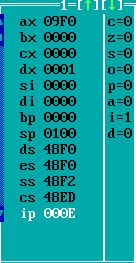 1=[↑][↓]
ax 09F0 c=0
bx 0000 z=0
cx 0000 s=0
dx 0001 o=0
si 0000 p=0
di 0000 a=0
bp 0000 i=1
sp 0100 d=0
ds 48F0
es 48F0
ss 48F2
cs 48ED
ip 000E